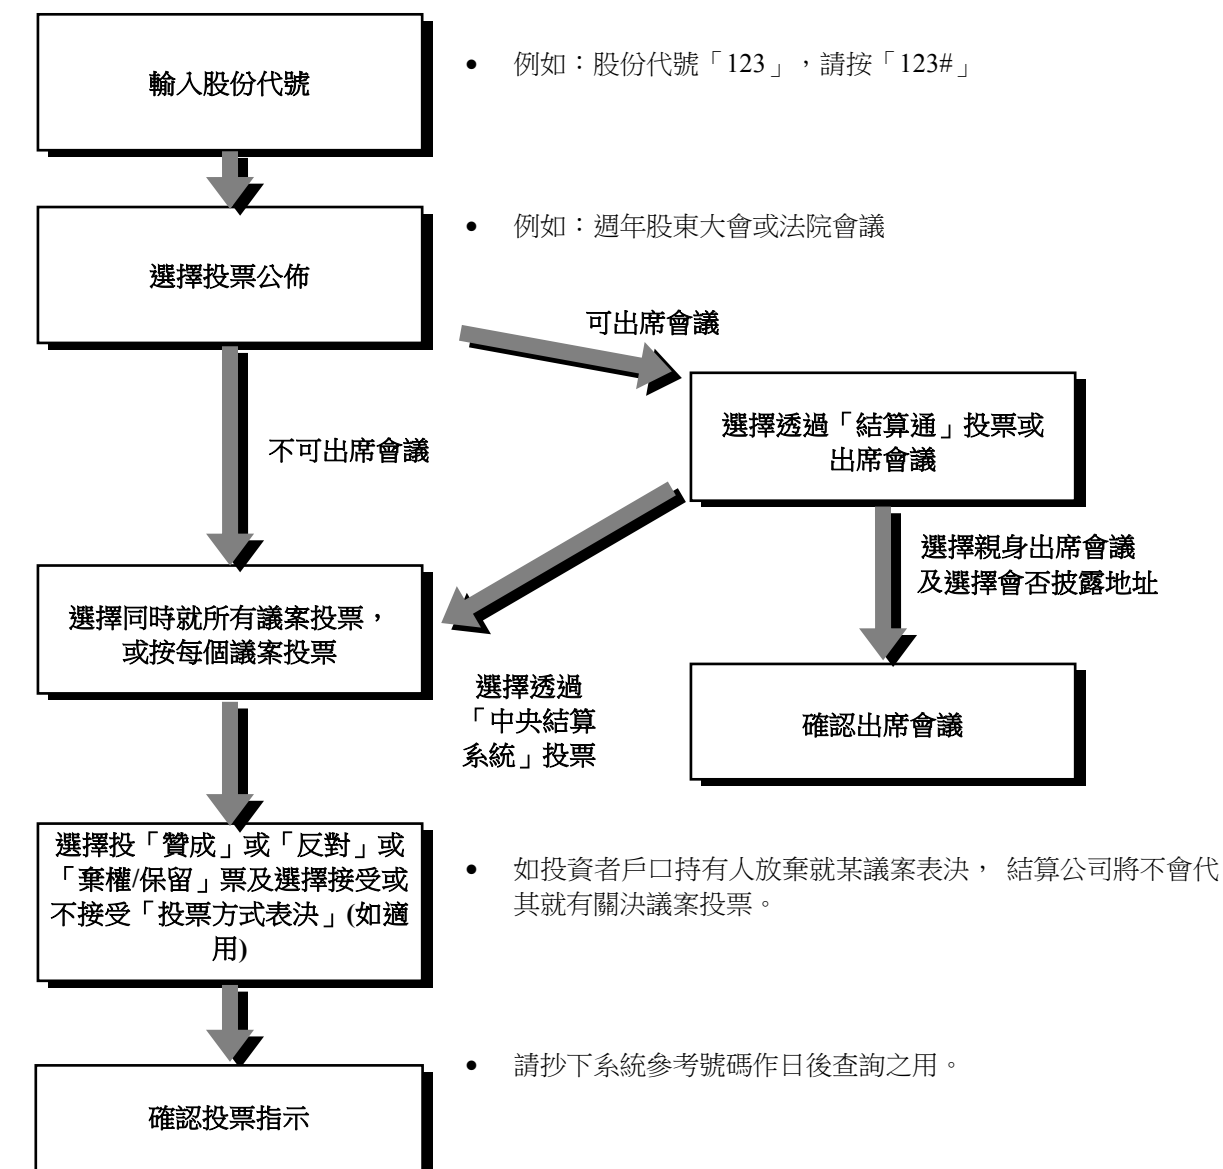 輸入股份代號
• 例如：股份代號「123」，請按「123#」
選擇投票公佈
• 例如：週年股東大會或法院會議
可出席會議
不可出席會議
選擇透過「結算通」投票或
出席會議
選擇親身出席會議
及選擇會否披露地址
選擇同時就所有議案投票，
或按每個議案投票
選擇透過
「中央結算
系統」投票
確認出席會議
選擇投「贊成」或「反對」或
「棄權/保留」票及選擇接受或
不接受「投票方式表決」(如適
用)
• 如投資者戶口持有人放棄就某議案表決， 結算公司將不會代
其就有關決議案投票。
• 請抄下系統參考號碼作日後查詢之用。
確認投票指示